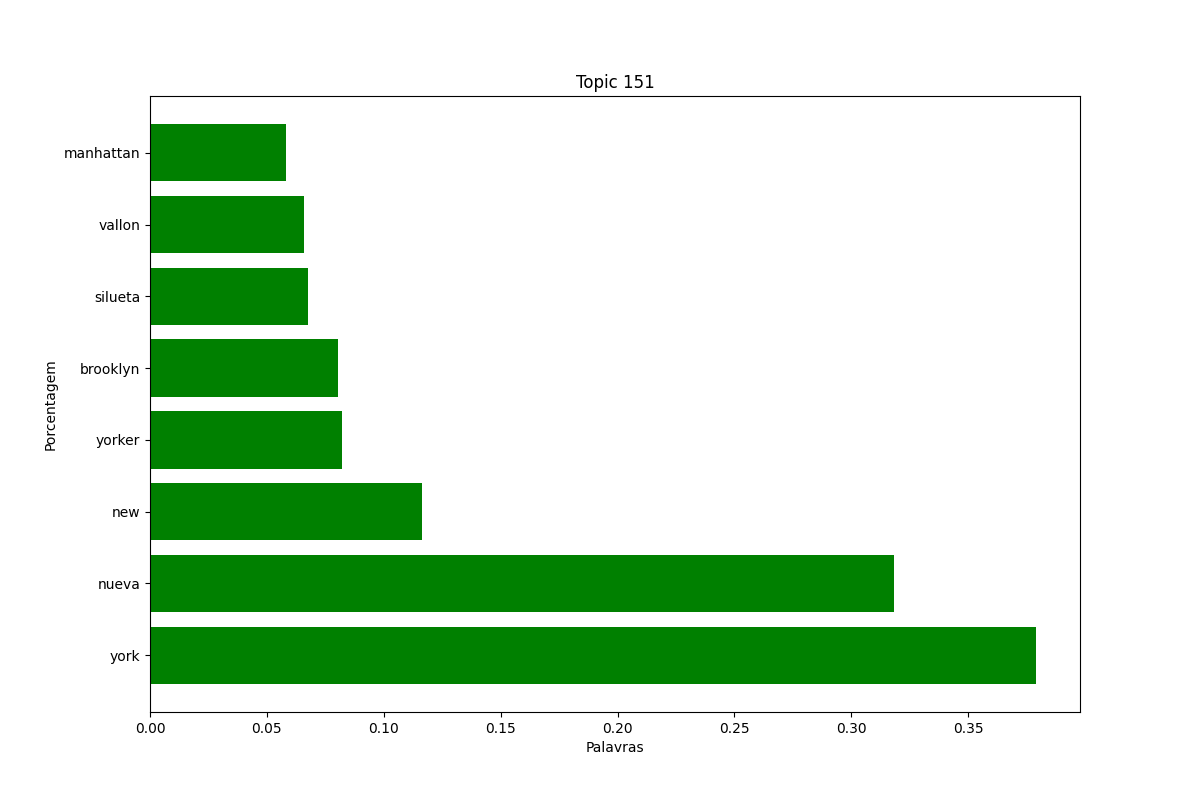 Topic 151
manhattan
vallon
silueta
brooklyn
yorker
new
nueva
york
Porcentagem
0.00 0.05 0.10 0.15 0.20 0.25 0.30 0.35
Palavras